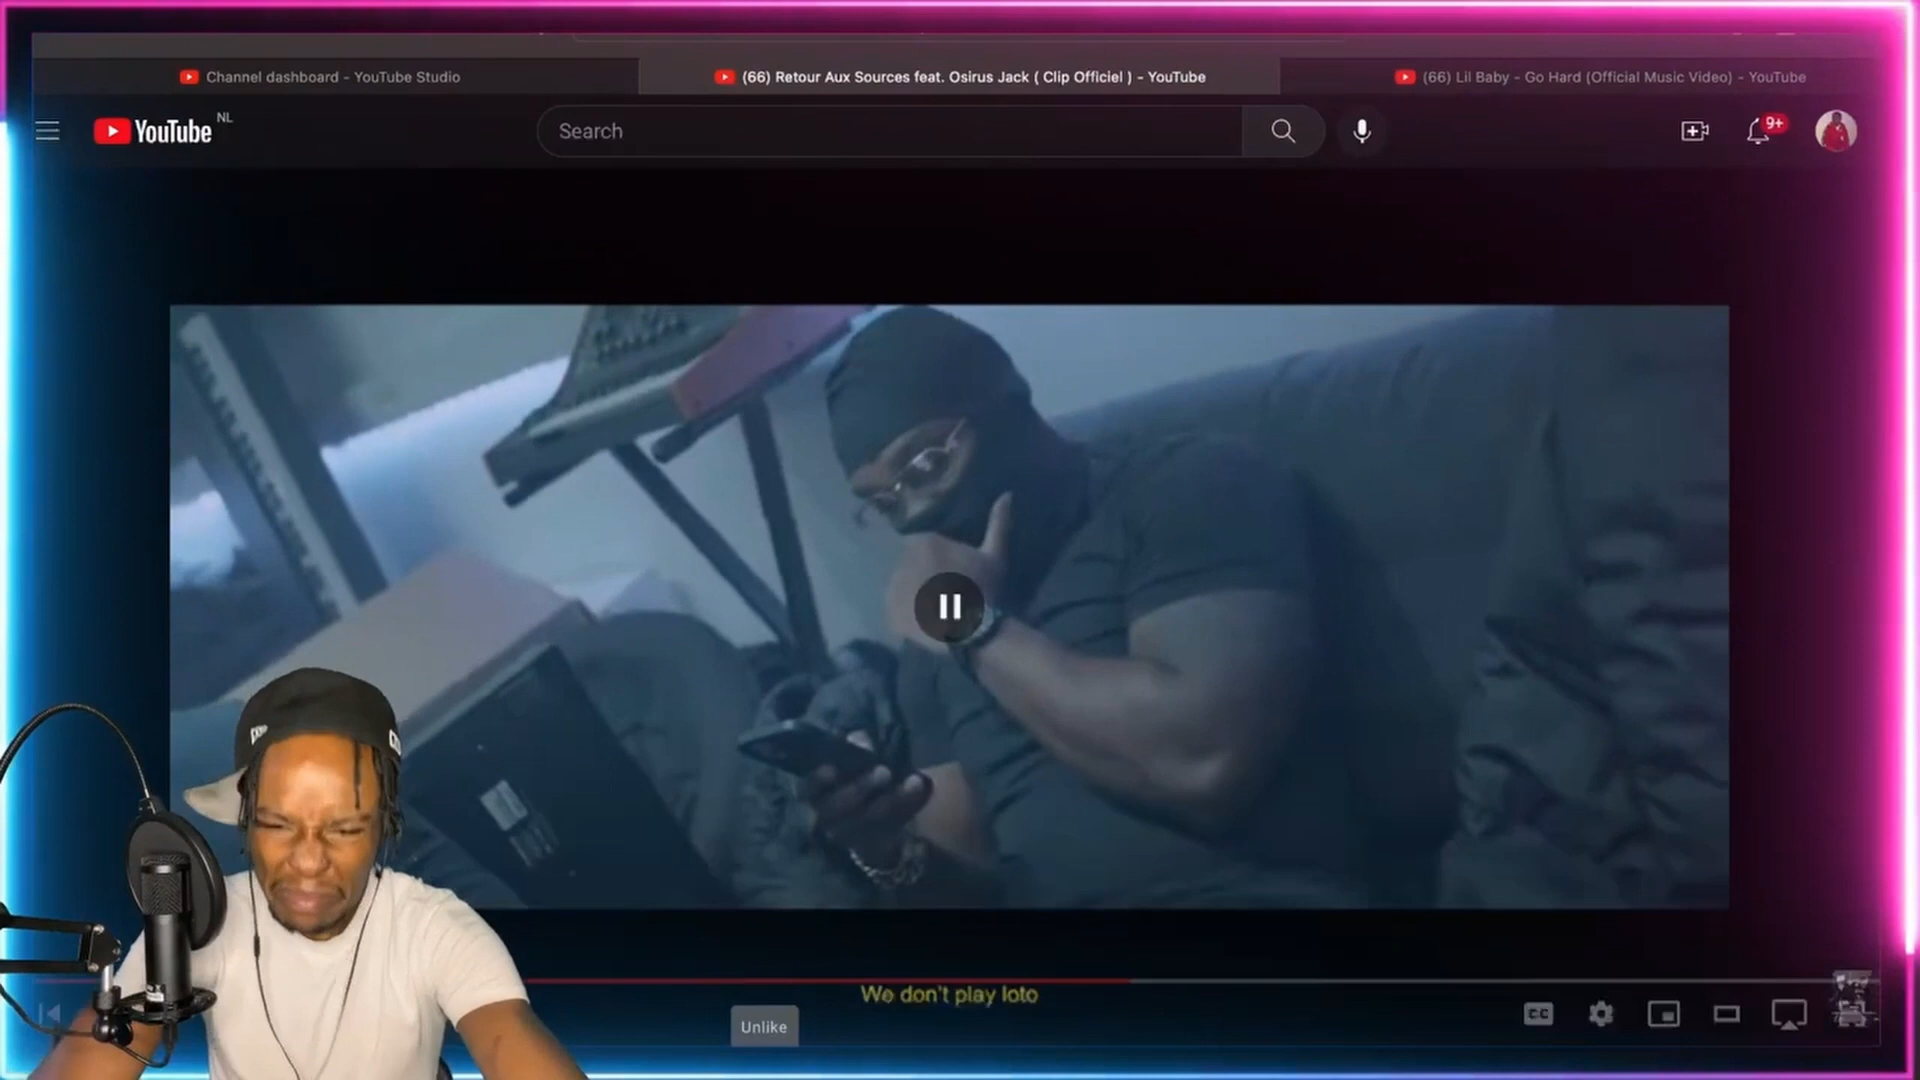 Channel dashboard - YouTube Studio
(66) Retour Aux Sources feat. Osirus Jack ( Clip Officiel ) - YouTube
(66) Lil Baby - Go Hard (Official Music Video) - YouTube
YouTube NL
Search
9+
We don't play loto
Unlike
CC